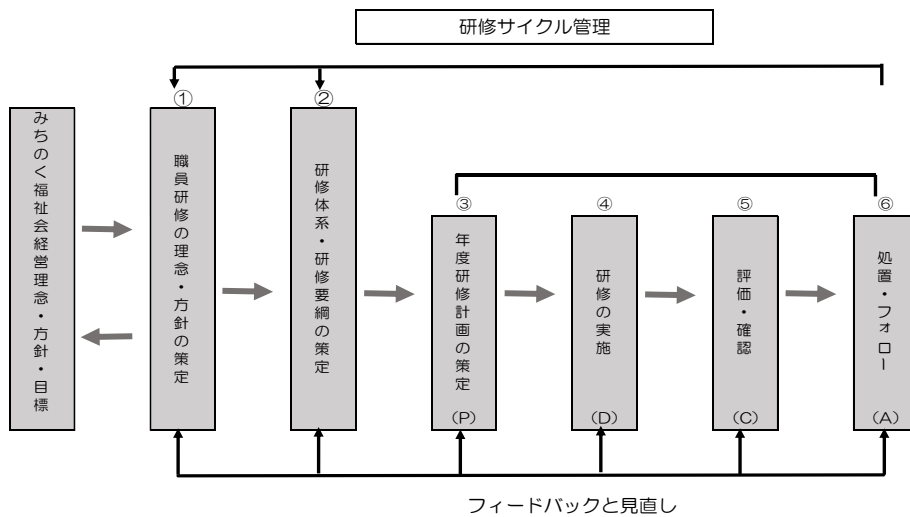 研修サイクル管理
みちのく福祉会経営理念・方針・目標
①
職員研修の理念・方針の策定
②
研修体系・研修要綱の策定
③
年度研修計画の策定
(P)
④
研修の実施
(D)
⑤
評価・確認
(C)
⑥
処置・フォロー
(A)
フィードバックと見直し